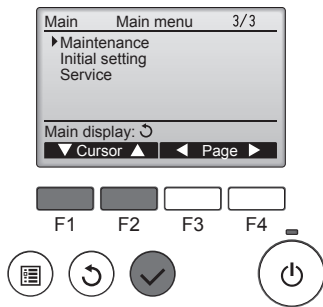 Main Main menu 3/3
Maintenance
Initial setting
Service
Main display:
Cursor Page
F1 F2 F3 F4